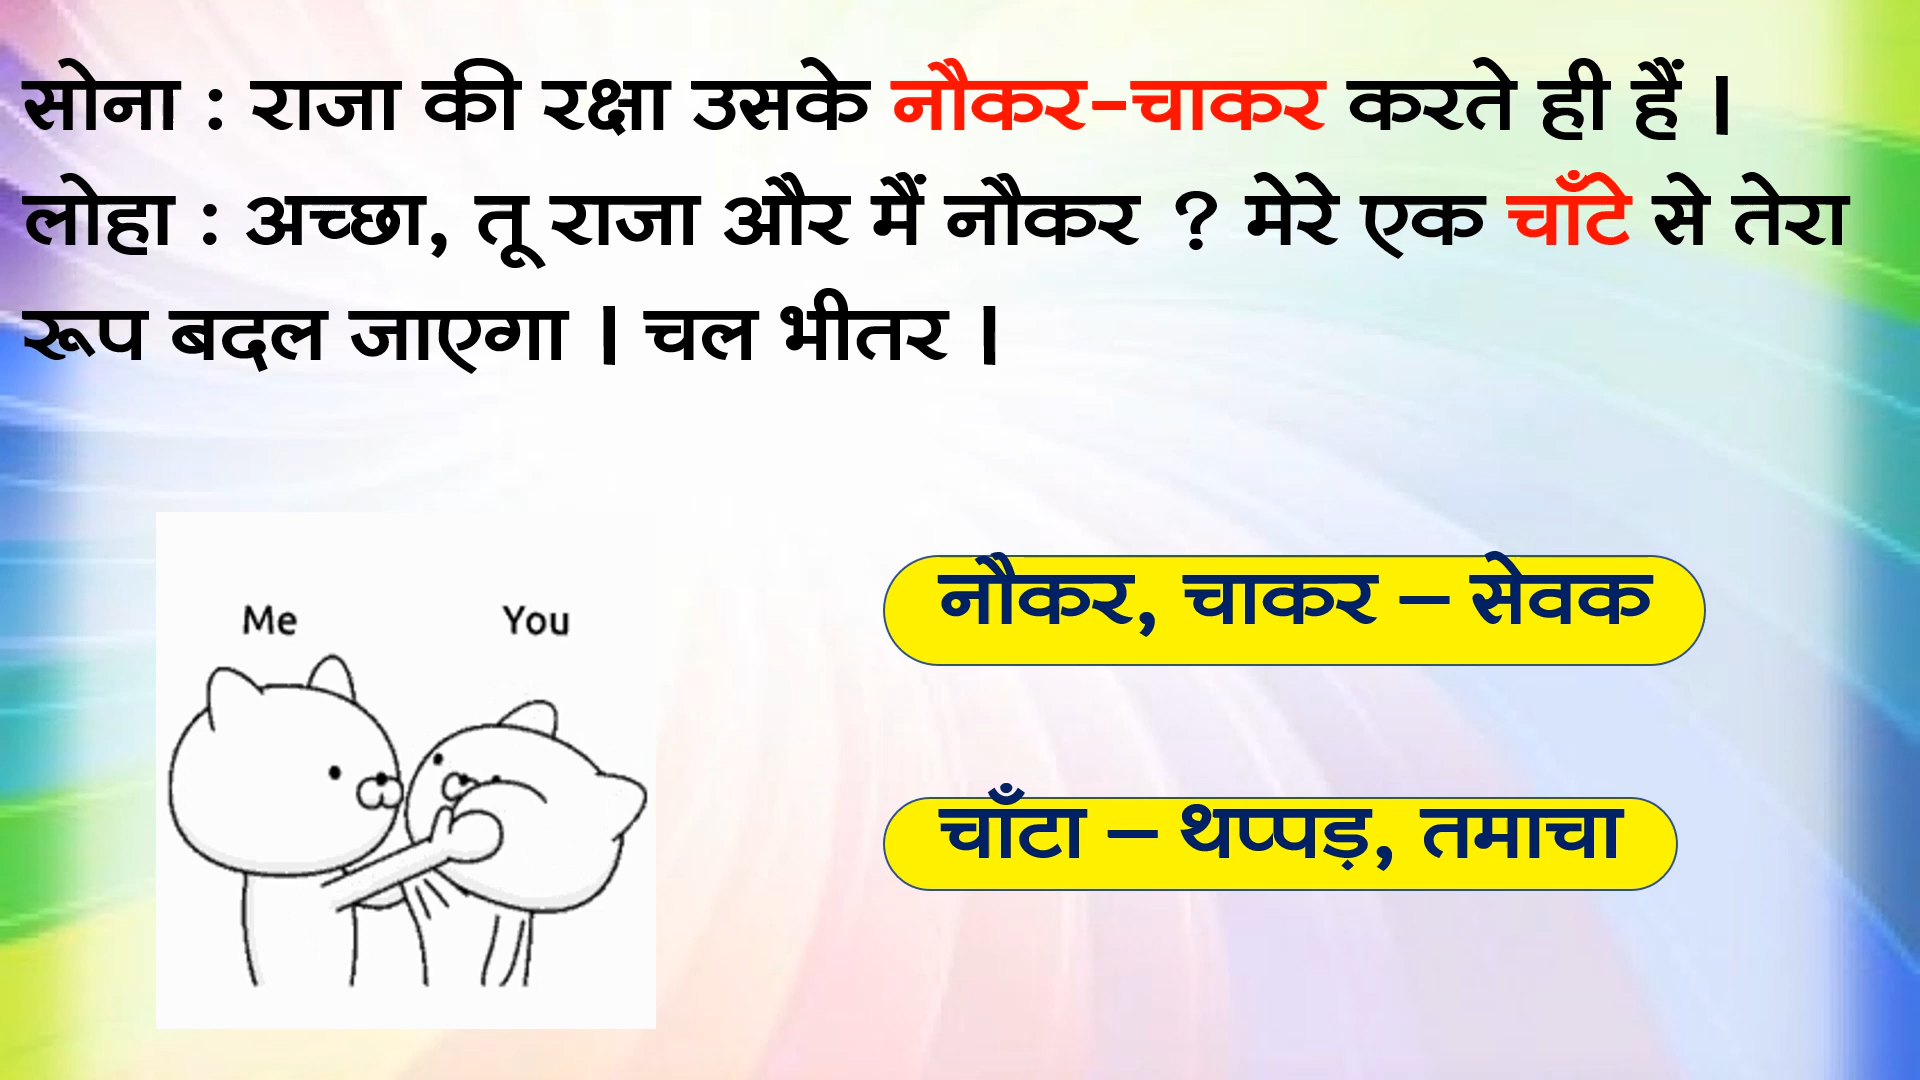 सोना : राजा की रक्षा उसके नौकर-चाकर करते ही हैं ।
लोहा : अच्छा, तू राजा और मैं नौकर ? मेरे एक चाँटे से तेरा
रूप बदल जाएगा । चल भीतर ।
Me You
नौकर, चाकर – सेवक
चाँटा – थप्पड़, तमाचा